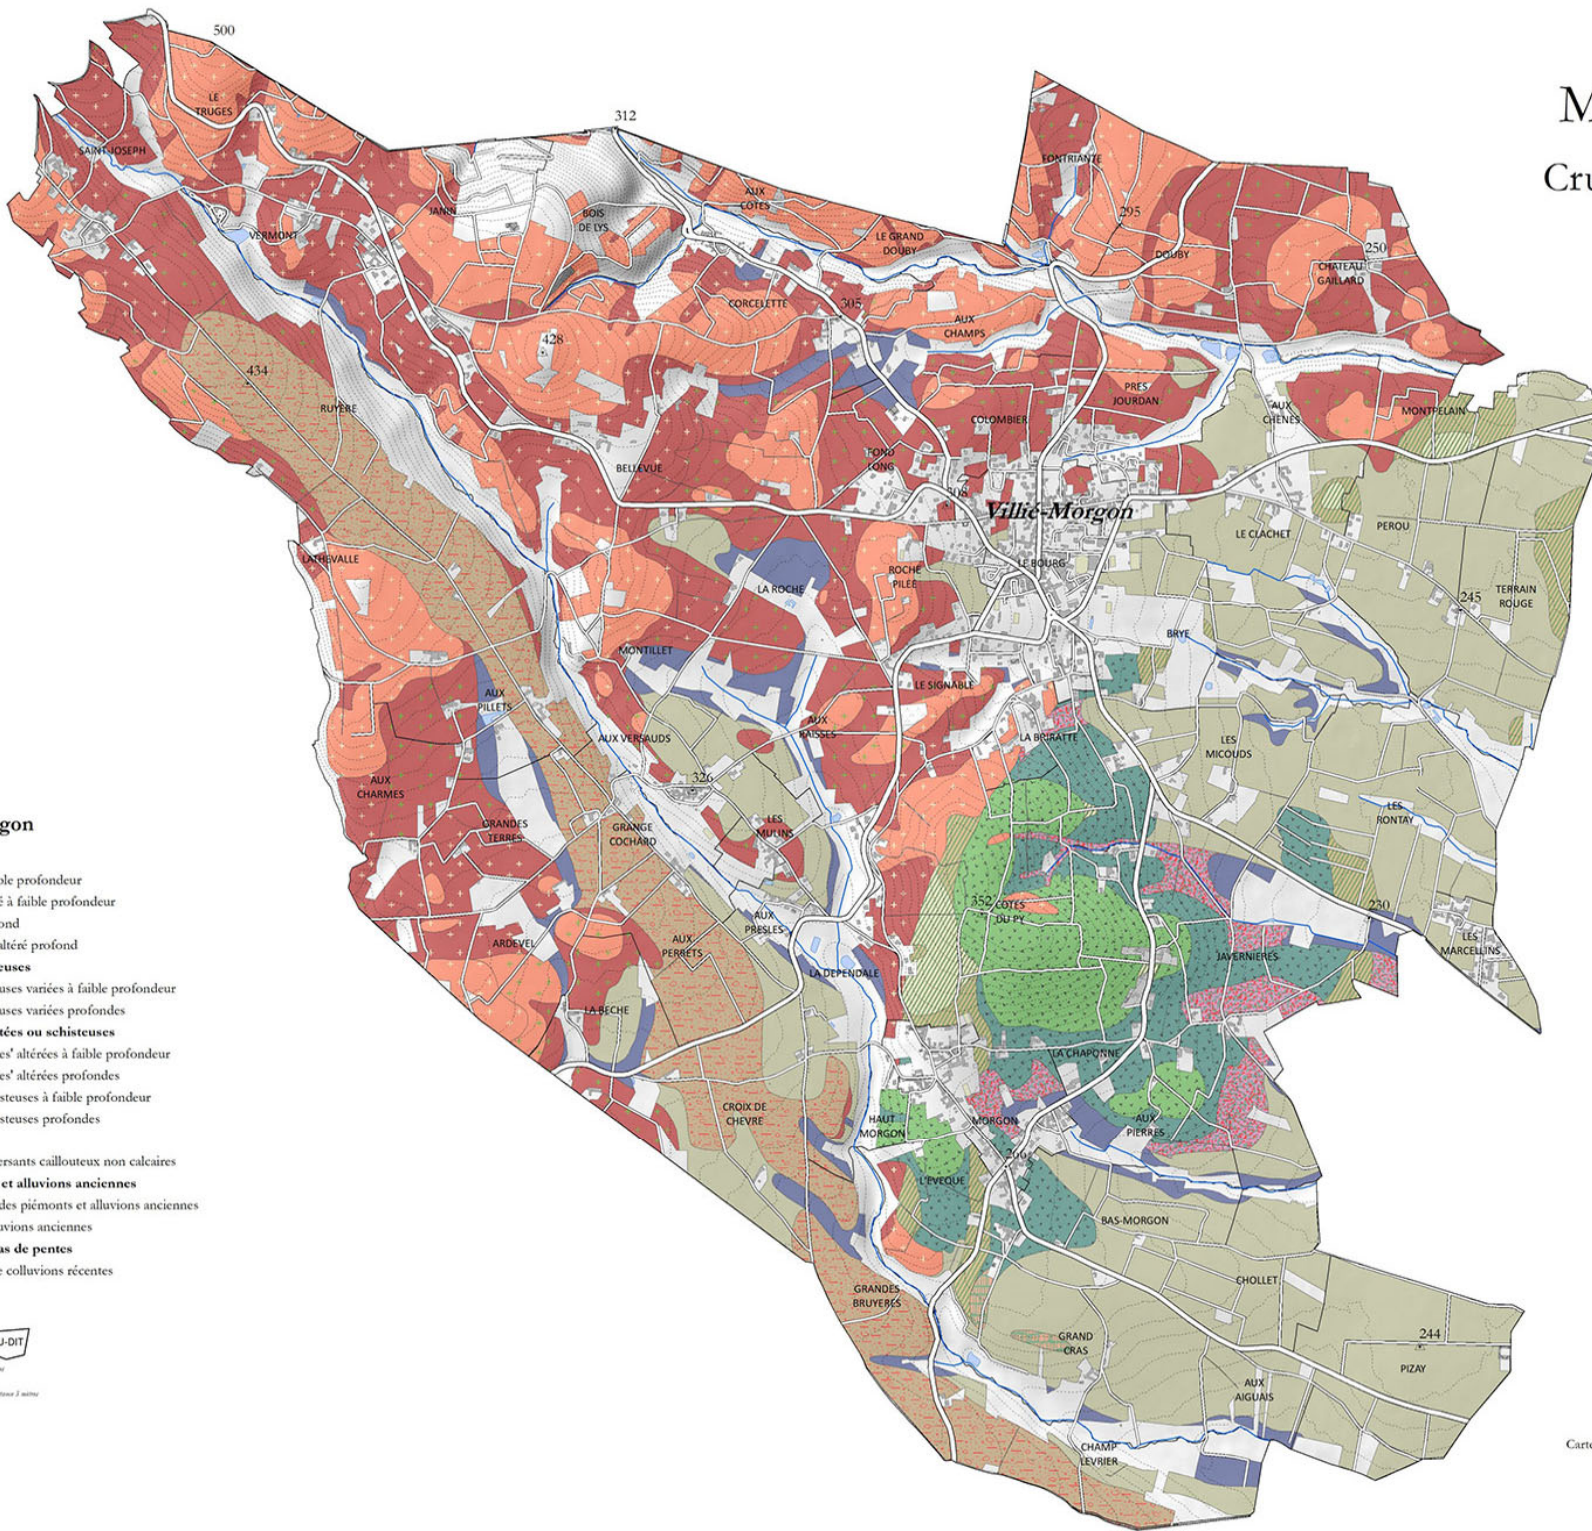 500
312
LE
TRUGES
SAINT-JOSEPH
JANIN
VERMONT
BOIS
DE LYS
AUX
COTES
LE GRAND
DOUBY
FONTRIANTE
295
DOUBY
250
CHATEAU
GAILLARD
M
Cru
CORCELETTE
305
AUX
CHAMPS
428
434
RUYERE
PRES
JOURDAN
COLOMBIER
AUX
CHENES
MONTPELAIN
BELLEVUE
FOND
LONG
308
Villié-Morgon
LE CLACHET
PEROU
LATHEVALLE
LA ROCHE
ROCHE
PILEE
LE BOURG
245
TERRAIN
ROUGE
BRYE
MONTILLET
LE SIGNABLE
AUX
PILLETS
AUX VERSAUDS
AUX
RAISSES
LA BRIRATTE
LES
MICOUDS
AUX
CHARMES
326
LES
RONTAY
GRANDES
TERRES
GRANGE
COCHARD
LES
MULINS
352
COTES
DU PY
230
AUX
PRESLES
ARDEVEL
AUX
PERRETS
LA DEPENDALE
JAVERNIERES
LES
MARCELLINS
LA BECHE
LA CHAPONNE
CROIX DE
CHEVRE
HAUT
MORGON
MORGON
AUX
PIERRES
266
L'EVEQUE
BAS-MORGON
CHOLLET
GRANDES
BRUYERES
GRAND
CRAS
244
PIZAY
AUX
AIGUAIS
CHAMP
LEVRIER
gon
ble profondeur
é à faible profondeur
ond
altéré profond
euses
uses variées à faible profondeur
uses variées profondes
tées ou schisteuses
es' altérées à faible profondeur
es' altérées profondes
steuses à faible profondeur
steuses profondes
ersants caillouteux non calcaires
et alluvions anciennes
des piémonts et alluvions anciennes
uvions anciennes
as de pentes
e colluvions récentes
U-DIT
Carte